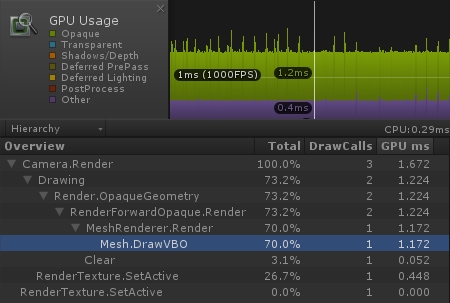 GPU Usage
Opaque
Transparent
Shadows/Depth
Deferred PrePass
Deferred Lighting
PostProcess
Other
1ms (1000FPS)
1.2ms
0.4ms
Hierarchy CPU:0.29ms
Overview Total DrawCalls GPU ms
Camera.Render 100.0% 3 1.672
Drawing 73.2% 2 1.224
Render.OpaqueGeometry 73.2% 2 1.224
RenderForwardOpaque.Render 73.2% 2 1.224
MeshRenderer.Render 70.0% 1 1.172
Mesh.DrawVBO 70.0% 1 1.172
Clear 3.1% 1 0.052
RenderTexture.SetActive 26.7% 1 0.448
RenderTexture.SetActive 0.0% 1 0.000